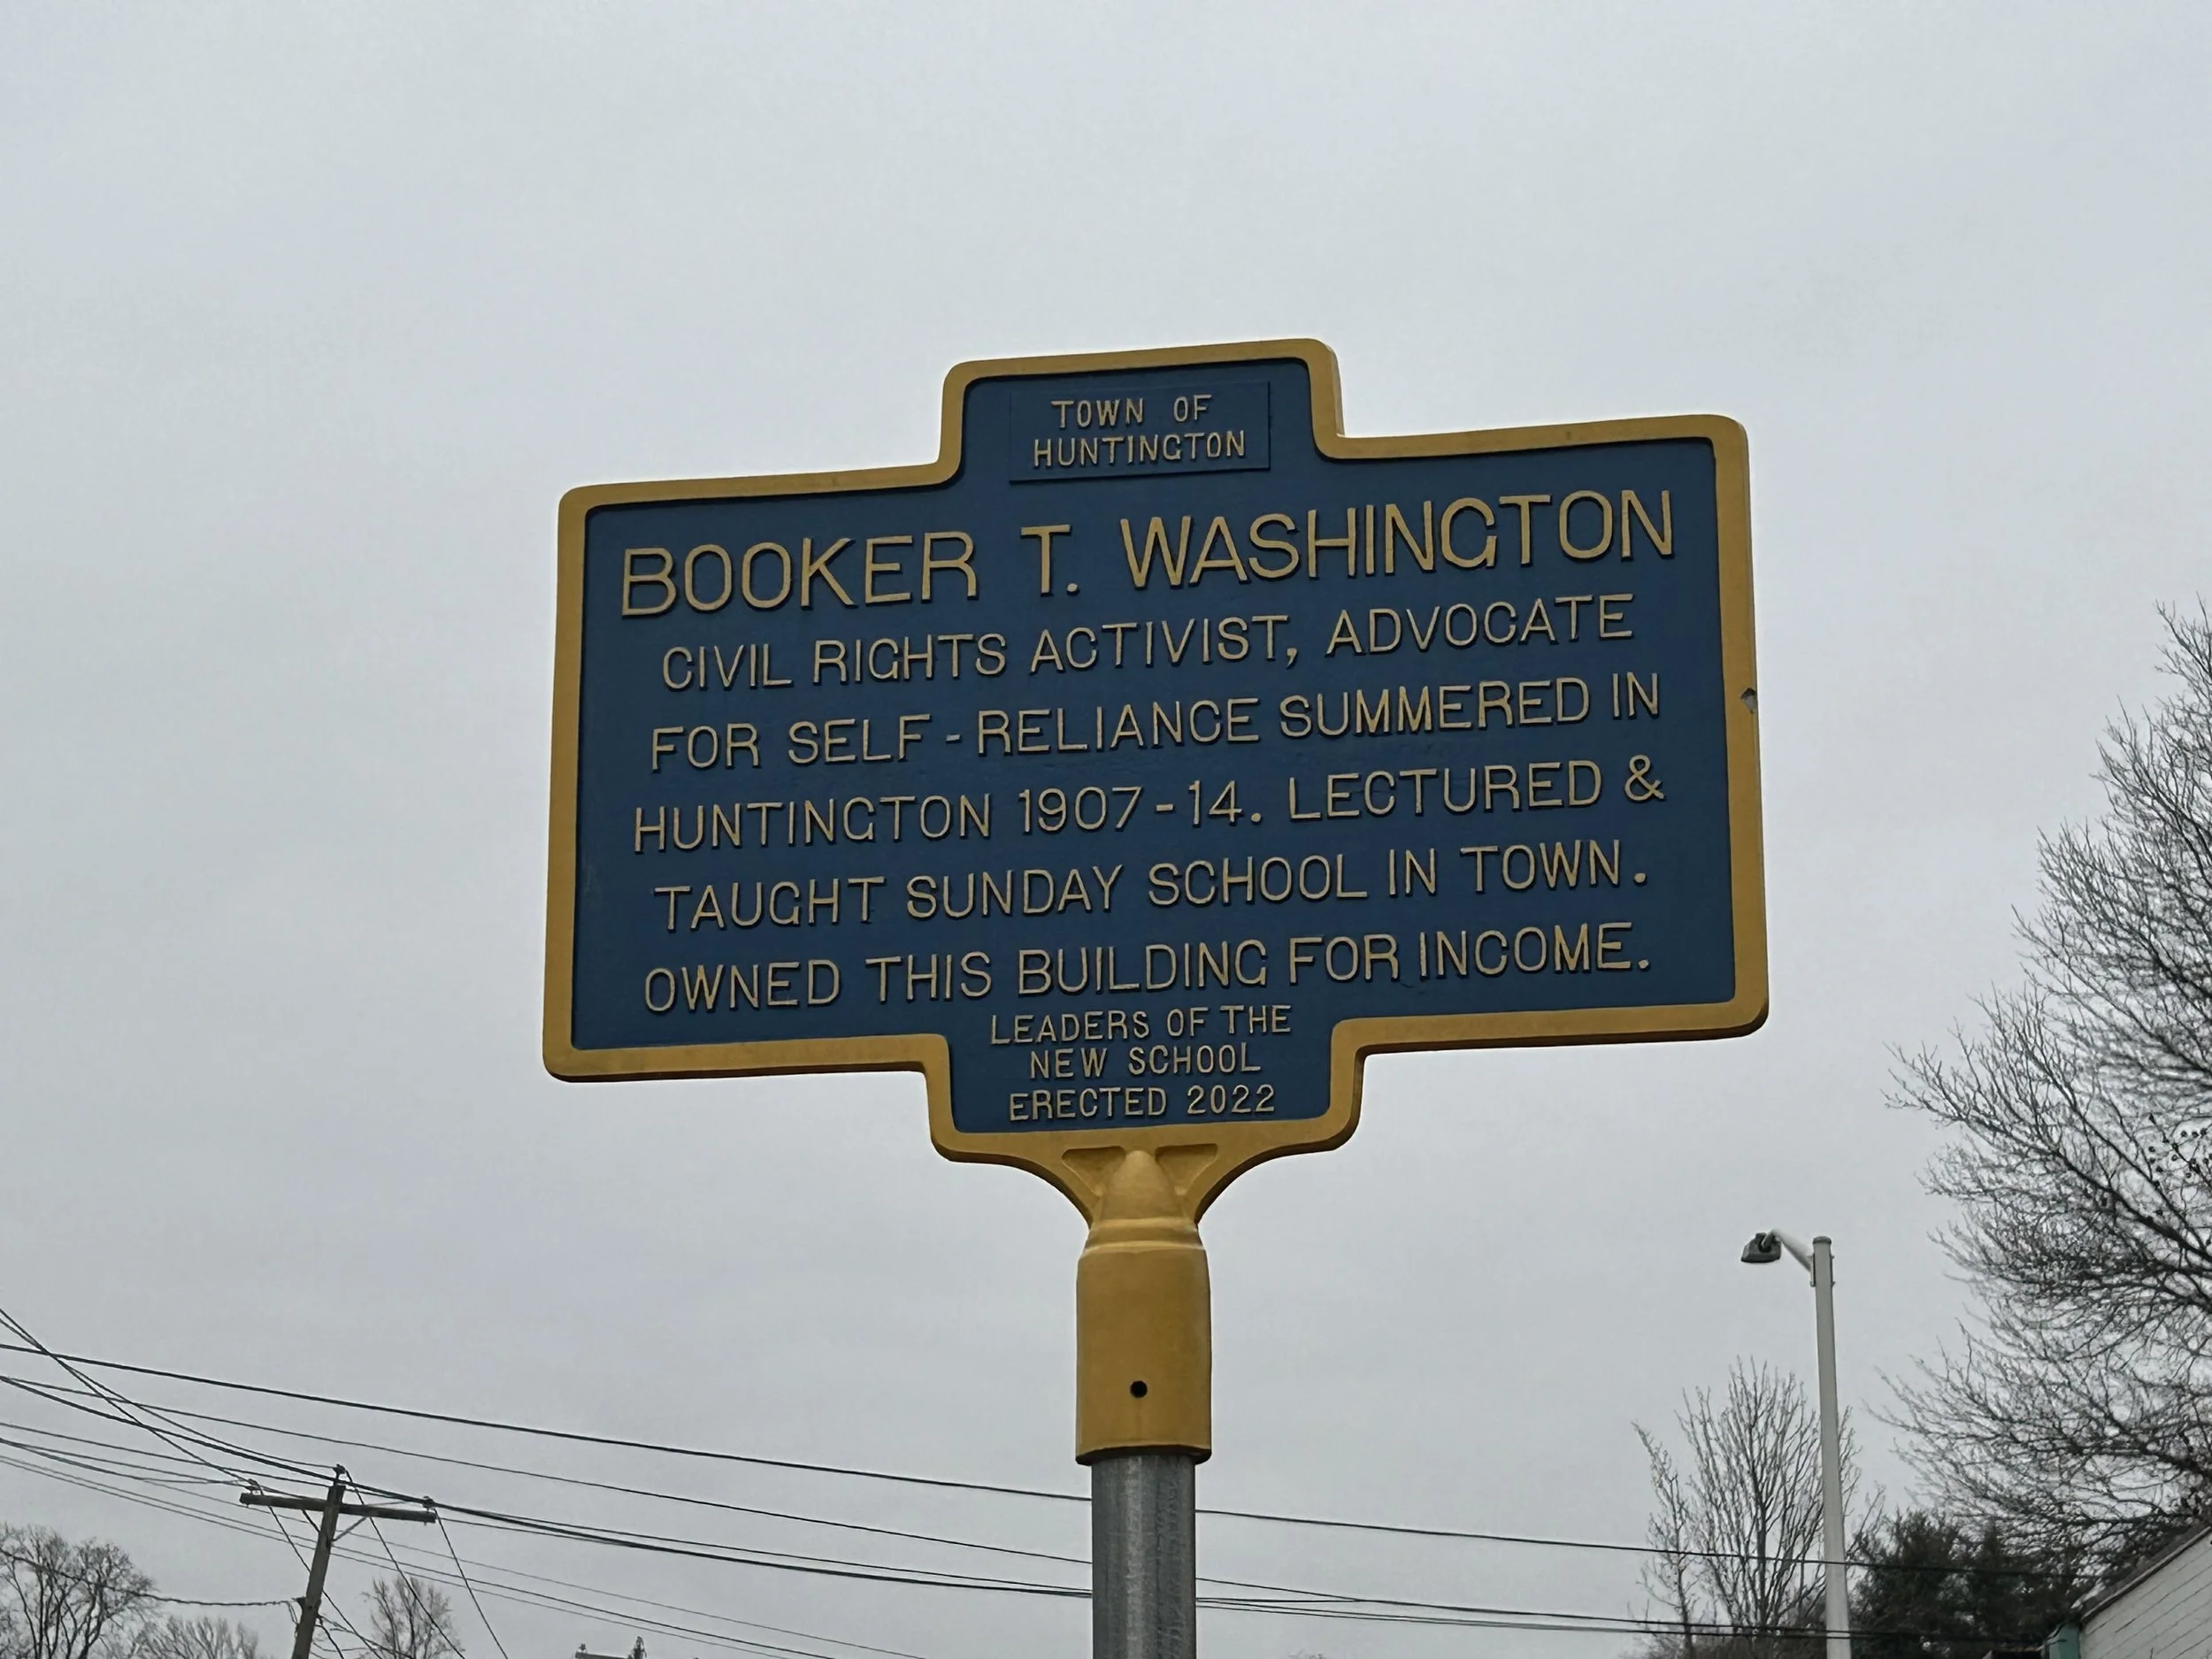 TOWN OF
HUNTINGTON
BOOKER T. WASHINGTON
CIVIL RIGHTS ACTIVIST, ADVOCATE
FOR SELF-RELIANCE SUMMERED IN
HUNTINGTON 1907-14. LECTURED &
TAUGHT SUNDAY SCHOOL IN TOWN.
OWNED THIS BUILDING FOR INCOME.
LEADERS OF THE
NEW SCHOOL
ERECTED 2022